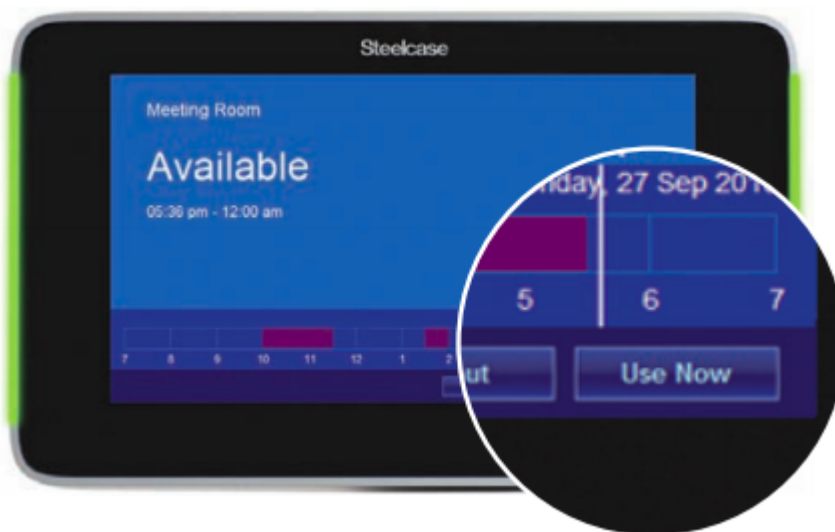 Steelcase
Meeting Room
Available
05:36 pm - 12:00 am
27 Sep
7 8 9 10 11 12 1 2
5 6 7
Use Now